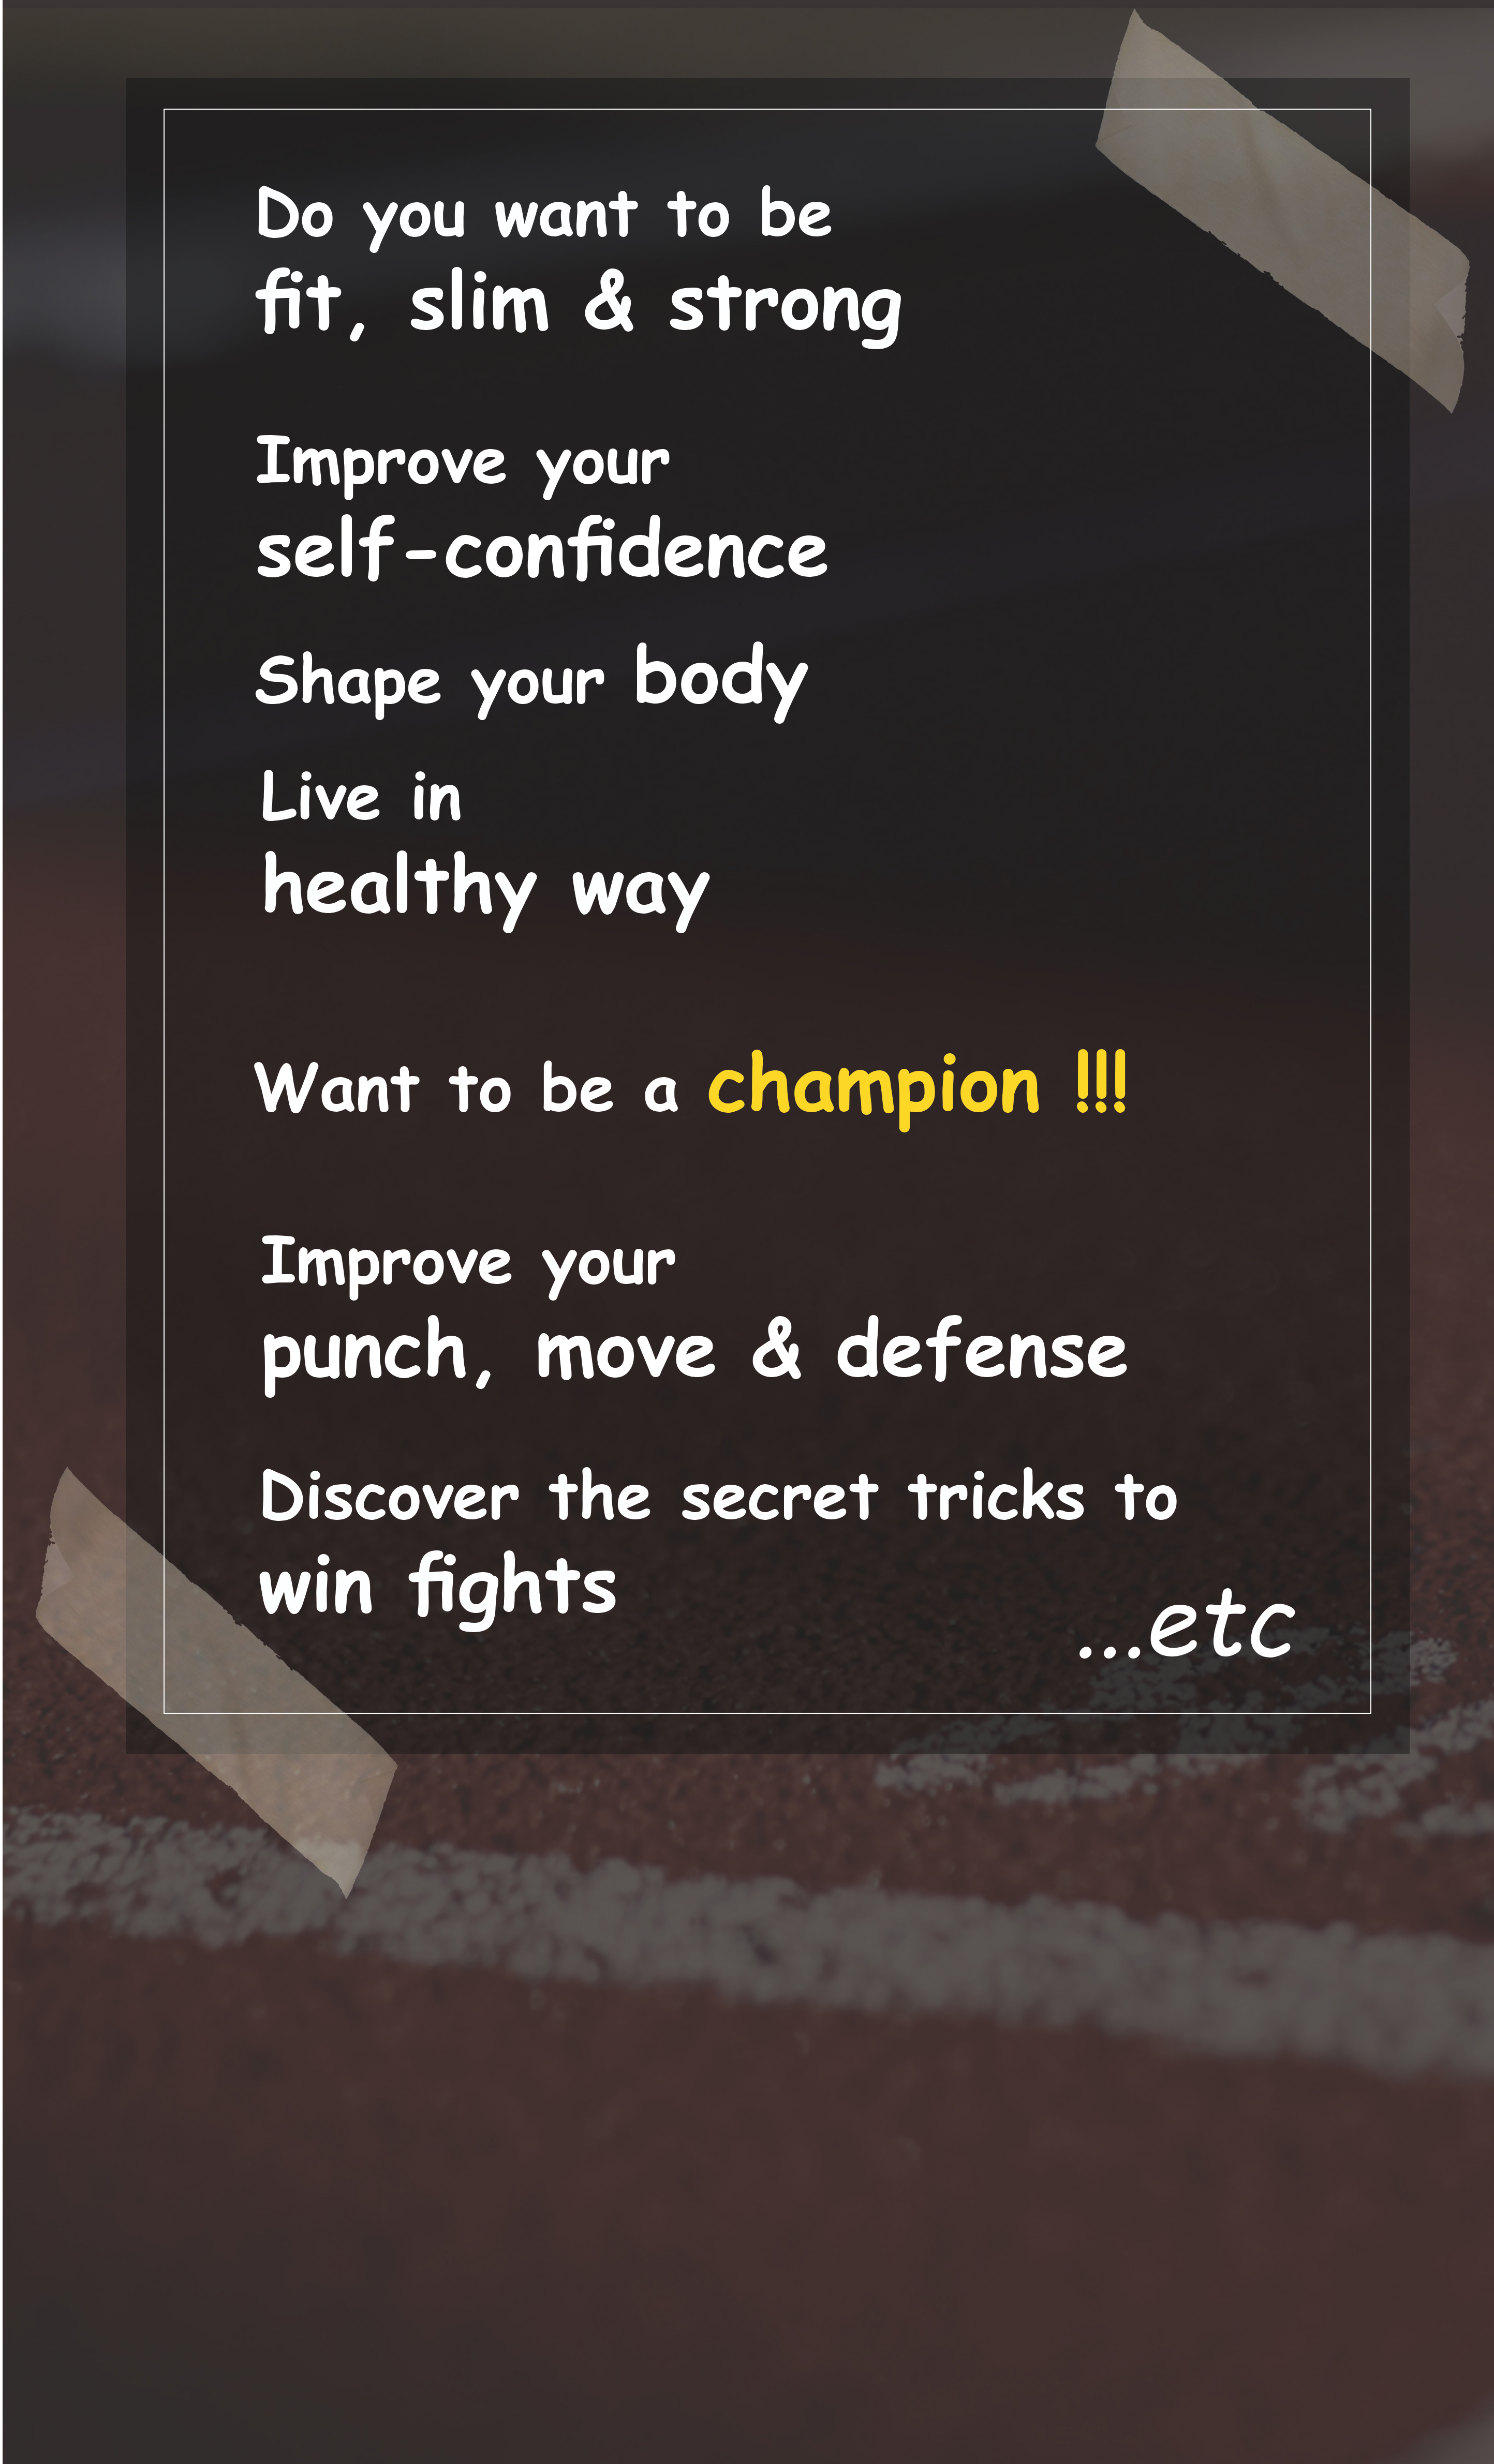 Do you want to be
fit, slim & strong
Improve your
self-confidence
Shape your body
Live in
healthy way
Want to be a champion !!!
Improve your
punch, move & defense
Discover the secret tricks to
win fights
...etc